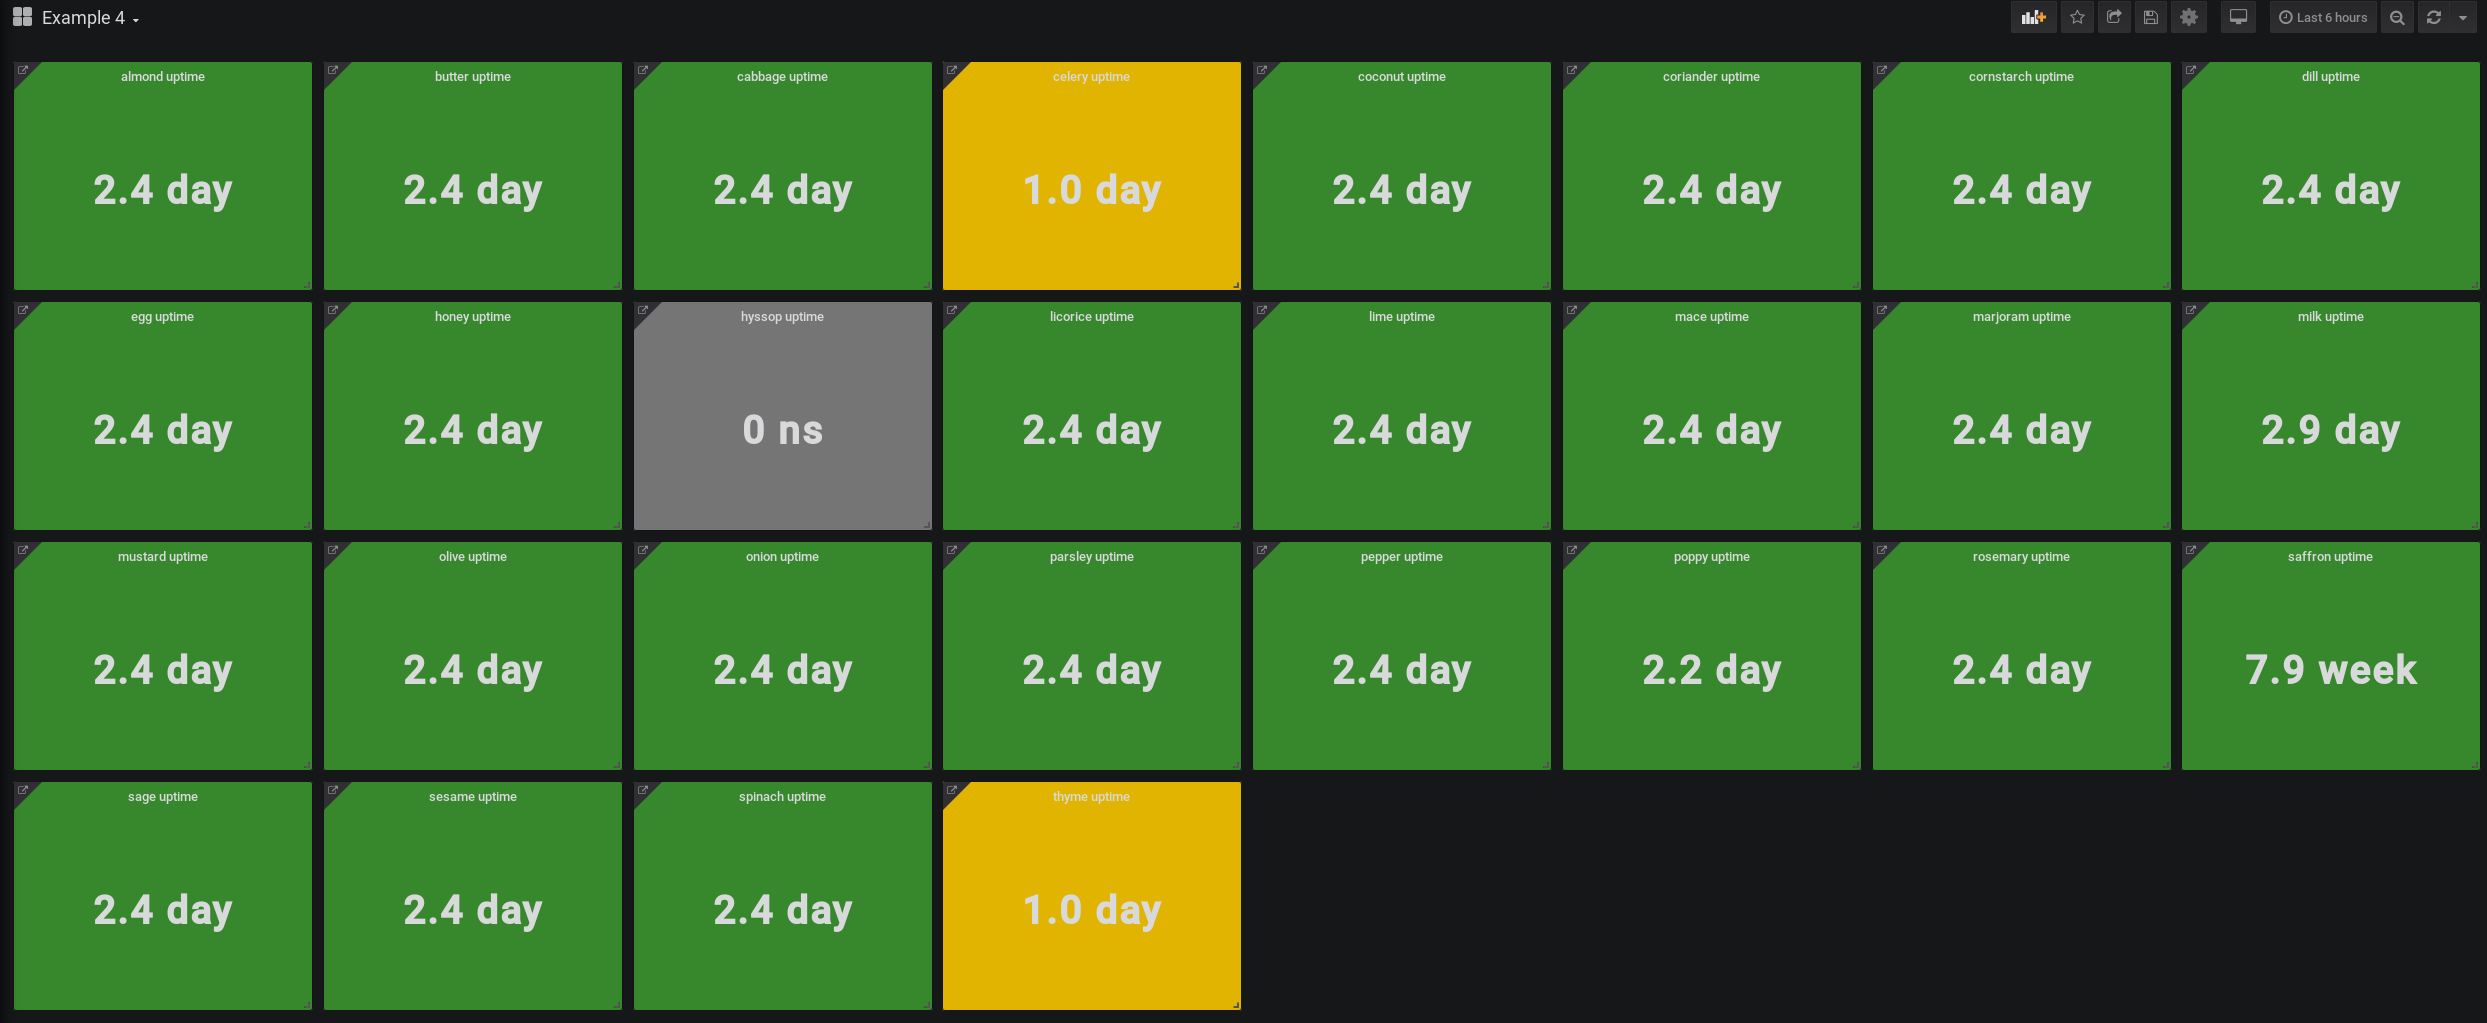 Example 4
Last 6 hours
almond uptime
2.4 day
butter uptime
2.4 day
cabbage uptime
2.4 day
celery uptime
1.0 day
coconut uptime
2.4 day
coriander uptime
2.4 day
cornstarch uptime
2.4 day
dill uptime
2.4 day
egg uptime
2.4 day
honey uptime
2.4 day
hyssop uptime
0 ns
licorice uptime
2.4 day
lime uptime
2.4 day
mace uptime
2.4 day
marjoram uptime
2.4 day
milk uptime
2.9 day
mustard uptime
2.4 day
olive uptime
2.4 day
onion uptime
2.4 day
parsley uptime
2.4 day
pepper uptime
2.4 day
poppy uptime
2.2 day
rosemary uptime
2.4 day
saffron uptime
7.9 week
sage uptime
2.4 day
sesame uptime
2.4 day
spinach uptime
2.4 day
thyme uptime
1.0 day